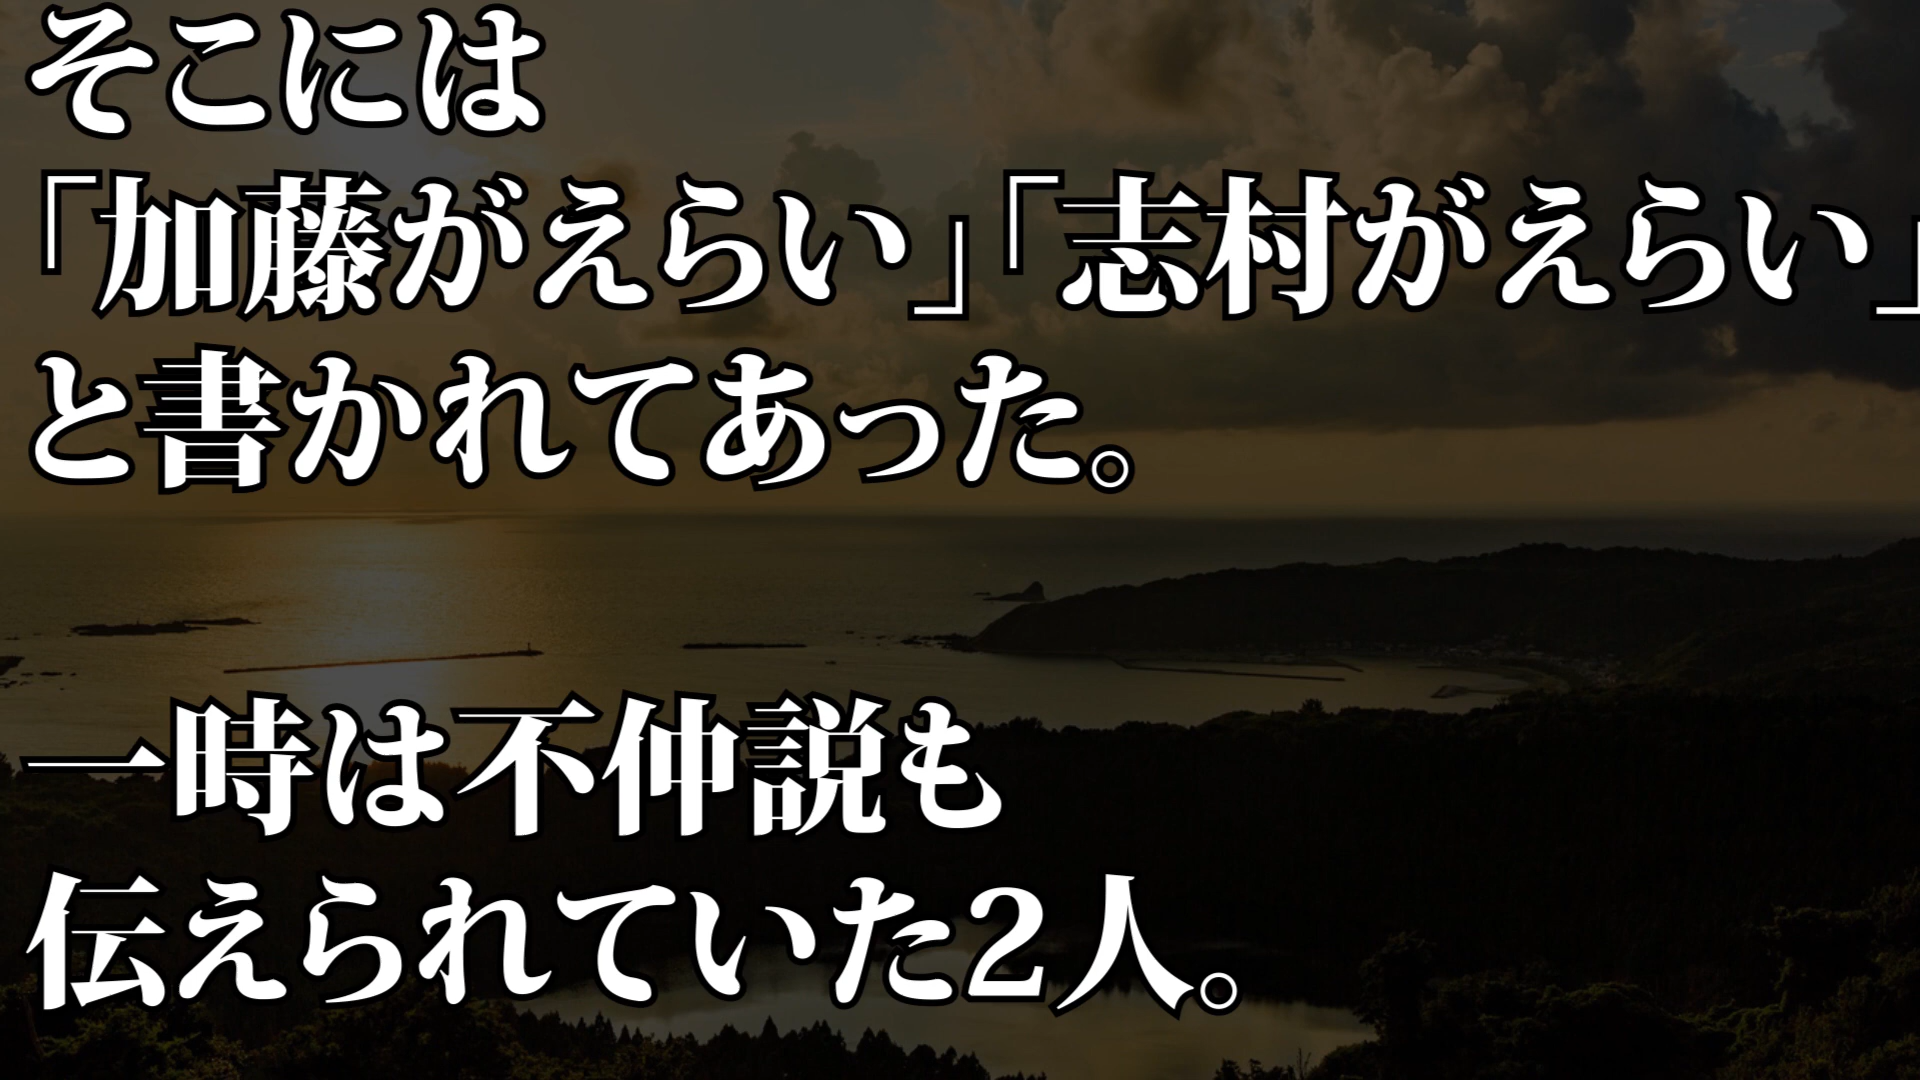 そこには
「加藤がえらい」「志村がえらい」
と書かれてあった。
一時は不仲説も
伝えられていた2人。